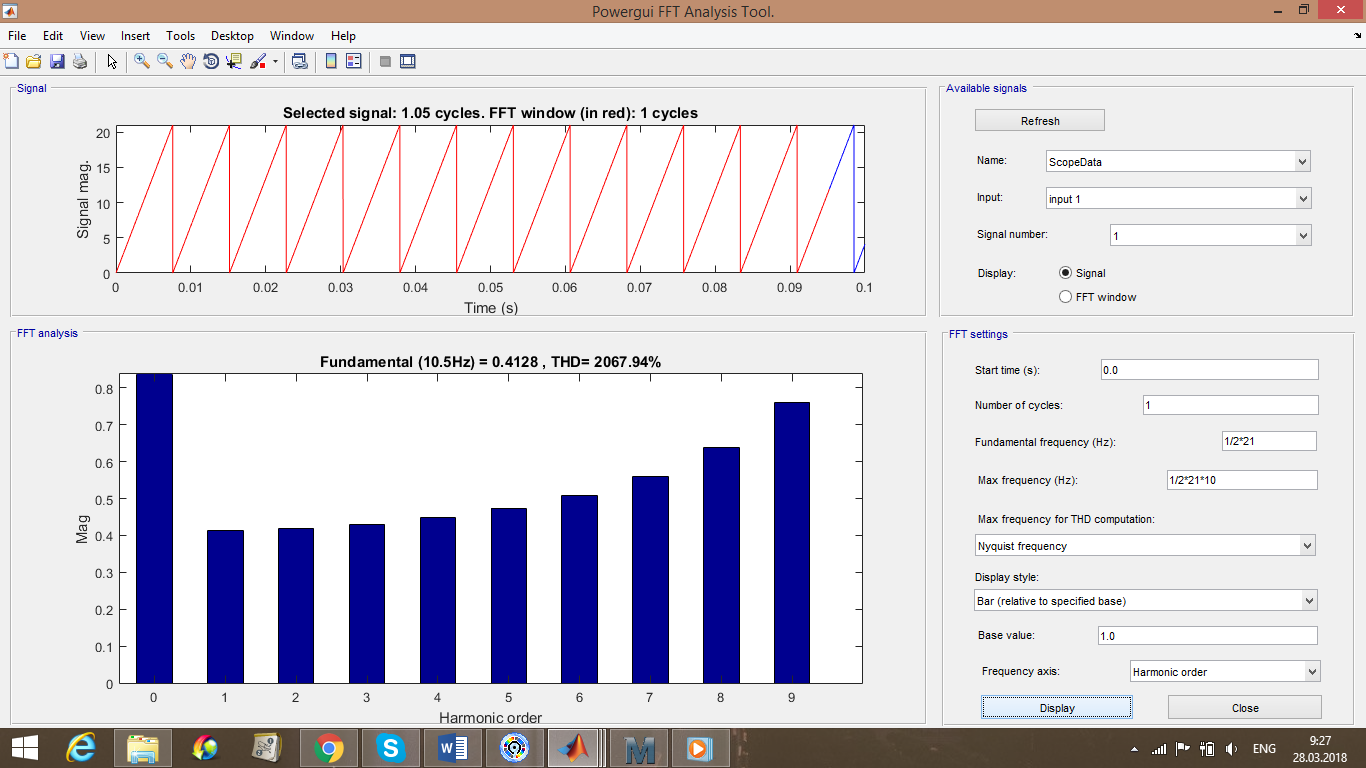 Powergui FFT Analysis Tool.
File Edit View Insert Tools Desktop Window Help
Signal
Selected signal: 1.05 cycles. FFT window (in red): 1 cycles
20
15
10
5
0
Signal mag.
0 0.01 0.02 0.03 0.04 0.05 0.06 0.07 0.08 0.09 0.1
Time (s)
FFT analysis
Fundamental (10.5Hz) = 0.4128 , THD= 2067.94%
0.8
0.7
0.6
0.5
0.4
0.3
0.2
0.1
0
Mag
0 1 2 3 4 5 6 7 8 9
Harmonic order
Available signals
Refresh
Name: ScopeData
Input: input 1
Signal number: 1
Display: Signal
FFT window
FFT settings
Start time (s): 0.0
Number of cycles: 1
Fundamental frequency (Hz): 1/2*21
Max frequency (Hz): 1/2*21*10
Max frequency for THD computation:
Nyquist frequency
Display style:
Bar (relative to specified base)
Base value: 1.0
Frequency axis: Harmonic order
Display Close
S W M
ENG
9:27
28.03.2018